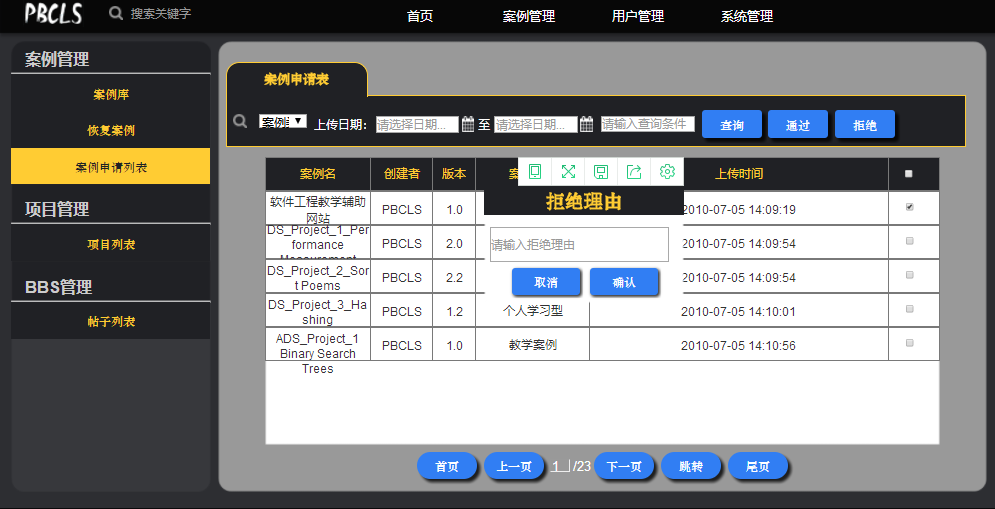 PBCLS
搜索关键字
首页 案例管理 用户管理 系统管理
案例管理
案例库
恢复案例
案例申请列表
项目管理
项目列表
BBS管理
帖子列表
案例申请表
案例 上传日期: 请选择日期... 至 请选择日期... 请输入查询条件 查询 通过 拒绝
案例名 创建者 版本 上传时间
软件工程教学辅助
网站
PBCLS 1.0 2010-07-05 14:09:19
DS_Project_1_Per
formance
Measurement
PBCLS 2.0 2010-07-05 14:09:54
DS_Project_2_Sor
t Poems
PBCLS 2.2 2010-07-05 14:09:54
DS_Project_3_Ha
shing
PBCLS 1.2 个人学习型 2010-07-05 14:10:01
ADS_Project_1
Binary Search
Trees
PBCLS 1.0 教学案例 2010-07-05 14:10:56
拒绝理由
请输入拒绝理由
取消 确认
首页 上一页 1 /23 下一页 跳转 尾页